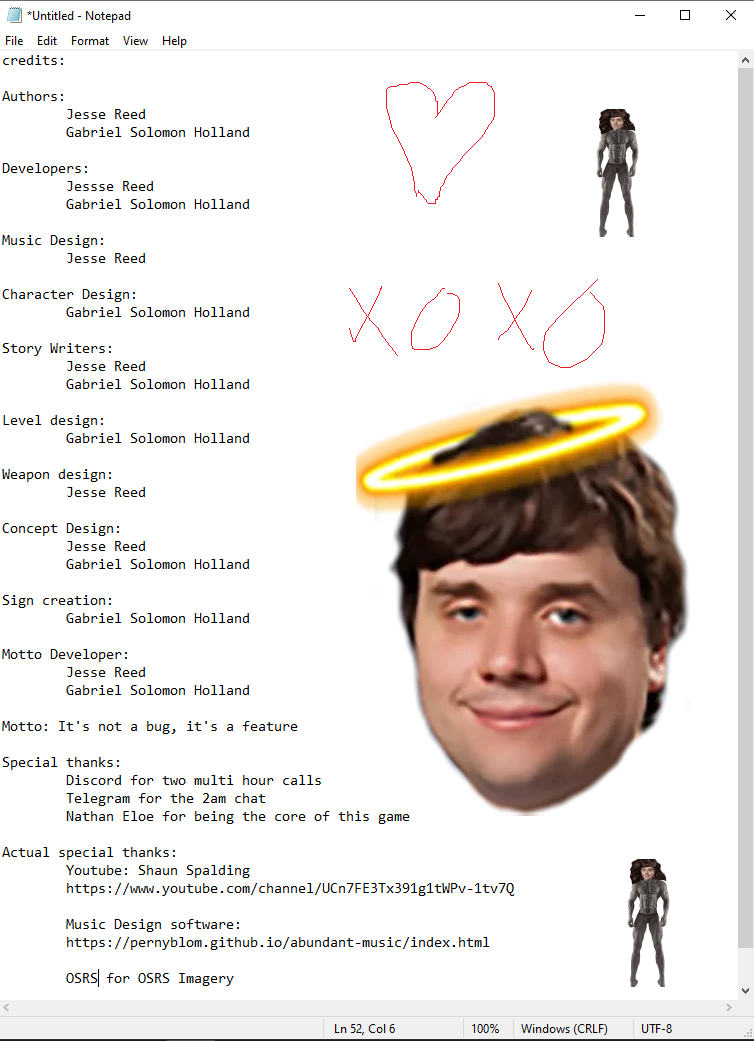 *Untitled - Notepad
File Edit Format View Help
credits:
Authors:
Jesse Reed
Gabriel Solomon Holland
Developers:
Jessse Reed
Gabriel Solomon Holland
Music Design:
Jesse Reed
Character Design:
Gabriel Solomon Holland
XOXO
Story Writers:
Jesse Reed
Gabriel Solomon Holland
Level design:
Gabriel Solomon Holland
Weapon design:
Jesse Reed
Concept Design:
Jesse Reed
Gabriel Solomon Holland
Sign creation:
Gabriel Solomon Holland
Motto Developer:
Jesse Reed
Gabriel Solomon Holland
Motto: It's not a bug, it's a feature
Special thanks:
Discord for two multi hour calls
Telegram for the 2am chat
Nathan Eloe for being the core of this game
Actual special thanks:
Youtube: Shaun Spalding
https://www.youtube.com/channel/UCn7FE3Tx391g1tWPv-1tv7Q
Music Design software:
https://pernyblom.github.io/abundant-music/index.html
OSRS for OSRS Imagery
Ln 52, Col 6 100% Windows (CRLF) UTF-8